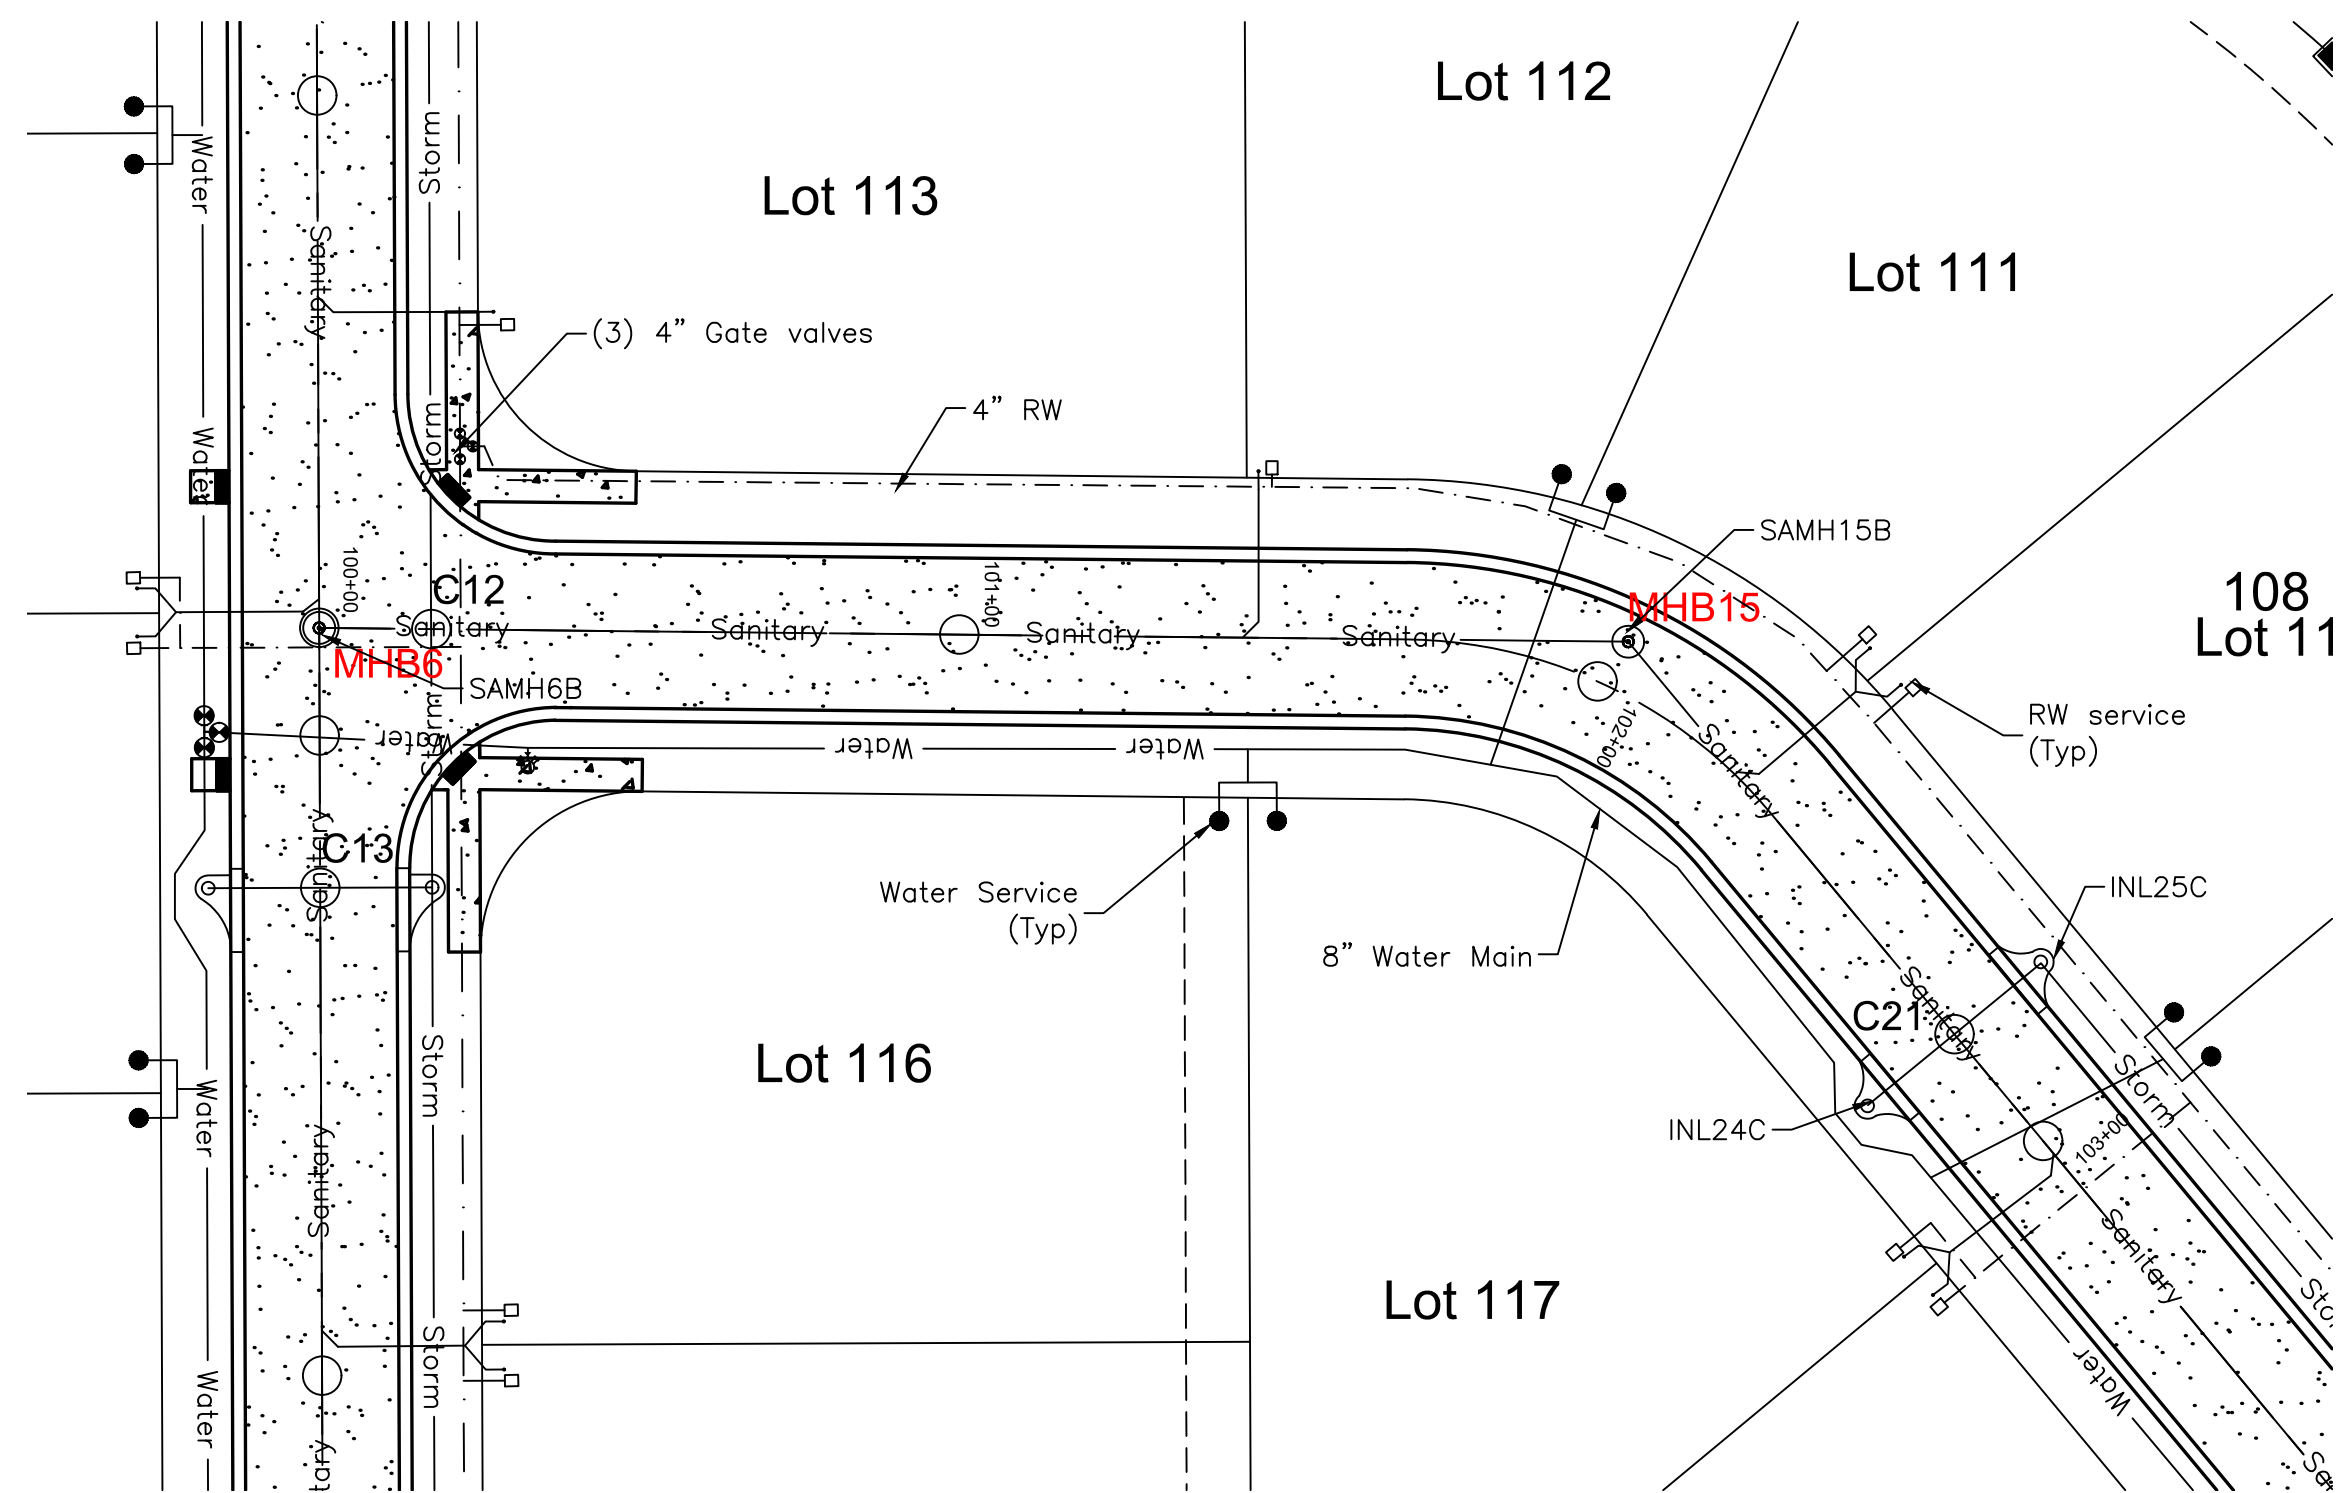 Lot 112
Storm
Water
Lot 113
Sanitary
Lot 111
(3) 4” Gate valves
4” RW
Storm
Water
SAMH15B
100+00
C12
101+00
MHB15
108
Lot 11
Sanitary
Sanitary
Sanitary
Sanitary
MHB6
SAMH6B
Storm
RW service
(Typ)
102+00
Water
Water
Water
Sanitary
C13
Sanitary
Water Service
(Typ)
INL25C
8” Water Main
Sanitary
C21
Lot 116
Storm
Water
INL24C
Storm
103+00
Sanitary
Sanitary
Lot 117
Storm
Water
Water